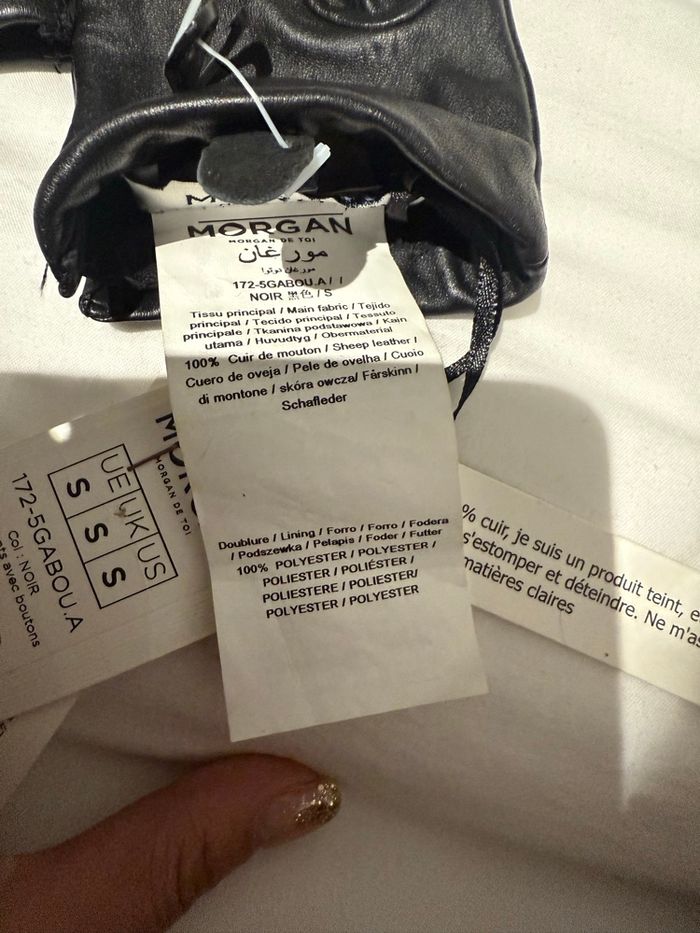 MORGAN
MORGAN DE TOI
مورغان
172-5GABOU.A / /
NOIR / S
Tissu principal / Main fabric / Tejido
principal / Tecido principal / Tessuto
principale / Tkanina podstawowa / Kain
utama / Huvudtyg / Obermaterial
100% Cuir de mouton / Sheep leather /
Cuero de oveja / Pele de ovelha / Cuoio
di montone / skóra owcza/ Fårskinn /
Schafleder
Doublure / Lining / Forro / Forro / Fodera
/ Podszewka / Pelapis / Foder / Futter
100% POLYESTER / POLYESTER /
POLIESTER / POLIÉSTER /
POLIESTERE / POLIESTER/
POLYESTER / POLYESTER
MORGAN DE TOI
UE UK US
S S S
172-5GABOU.A
Col : NOIR
avec boutons
% cuir, je suis un produit teint, e
s'estomper et déteindre. Ne m'as
matières claires